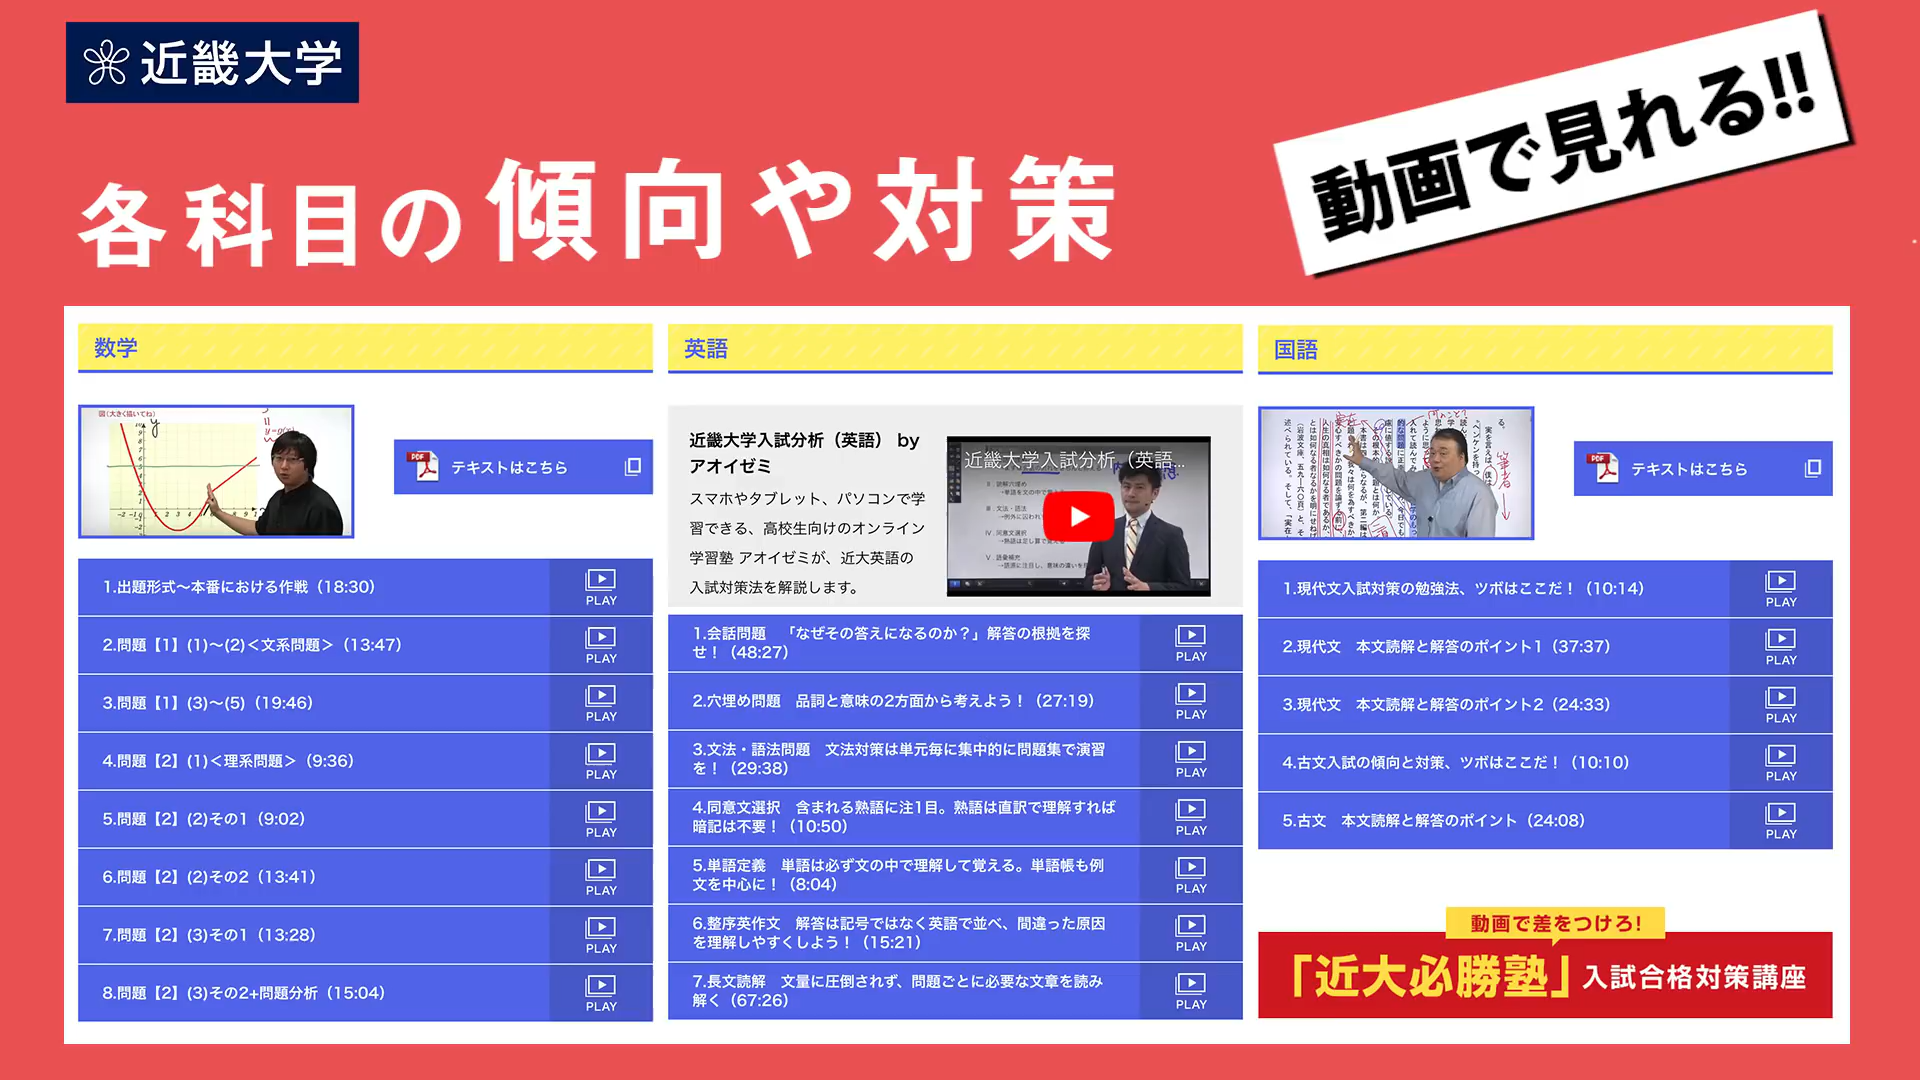 近畿大学
動画で見れる!!
各科目の傾向や対策
数学
図(大きく描いてね)
テキストはこちら
1.出題形式〜本番における作戦（18:30）
PLAY
2.問題【1】(1)〜(2)＜文系問題＞（13:47）
PLAY
3.問題【1】(3)〜(5)（19:46）
PLAY
4.問題【2】(1)＜理系問題＞（9:36）
PLAY
5.問題【2】(2)その1（9:02）
PLAY
6.問題【2】(2)その2（13:41）
PLAY
7.問題【2】(3)その1（13:28）
PLAY
8.問題【2】(3)その2+問題分析（15:04）
PLAY
英語
近畿大学入試分析（英語） by
アオイゼミ
スマホやタブレット、パソコンで学
習できる、高校生向けのオンライン
学習塾 アオイゼミが、近大英語の
入試対策法を解説します。
近畿大学入試分析（英語...
1.会話問題　「なぜその答えになるのか？」解答の根拠を探
せ！（48:27）
PLAY
2.穴埋め問題　品詞と意味の2方面から考えよう！（27:19）
PLAY
3.文法・語法問題　文法対策は単元毎に集中的に問題集で演習
を！（29:38）
PLAY
4.同意文選択　含まれる熟語に注1目。熟語は直訳で理解すれば
暗記は不要！（10:50）
PLAY
5.単語定義　単語は必ず文の中で理解して覚える。単語帳も例
文を中心に！（8:04）
PLAY
6.整序英作文　解答は記号ではなく英語で並べ、間違った原因
を理解しやすくしよう！（15:21）
PLAY
7.長文読解　文量に圧倒されず、問題ごとに必要な文章を読み
解く（67:26）
PLAY
国語
テキストはこちら
1.現代文入試対策の勉強法、ツボはここだ！（10:14）
PLAY
2.現代文　本文読解と解答のポイント1（37:37）
PLAY
3.現代文　本文読解と解答のポイント2（24:33）
PLAY
4.古文入試の傾向と対策、ツボはここだ！（10:10）
PLAY
5.古文　本文読解と解答のポイント（24:08）
PLAY
動画で差をつけろ!
「近大必勝塾」入試合格対策講座